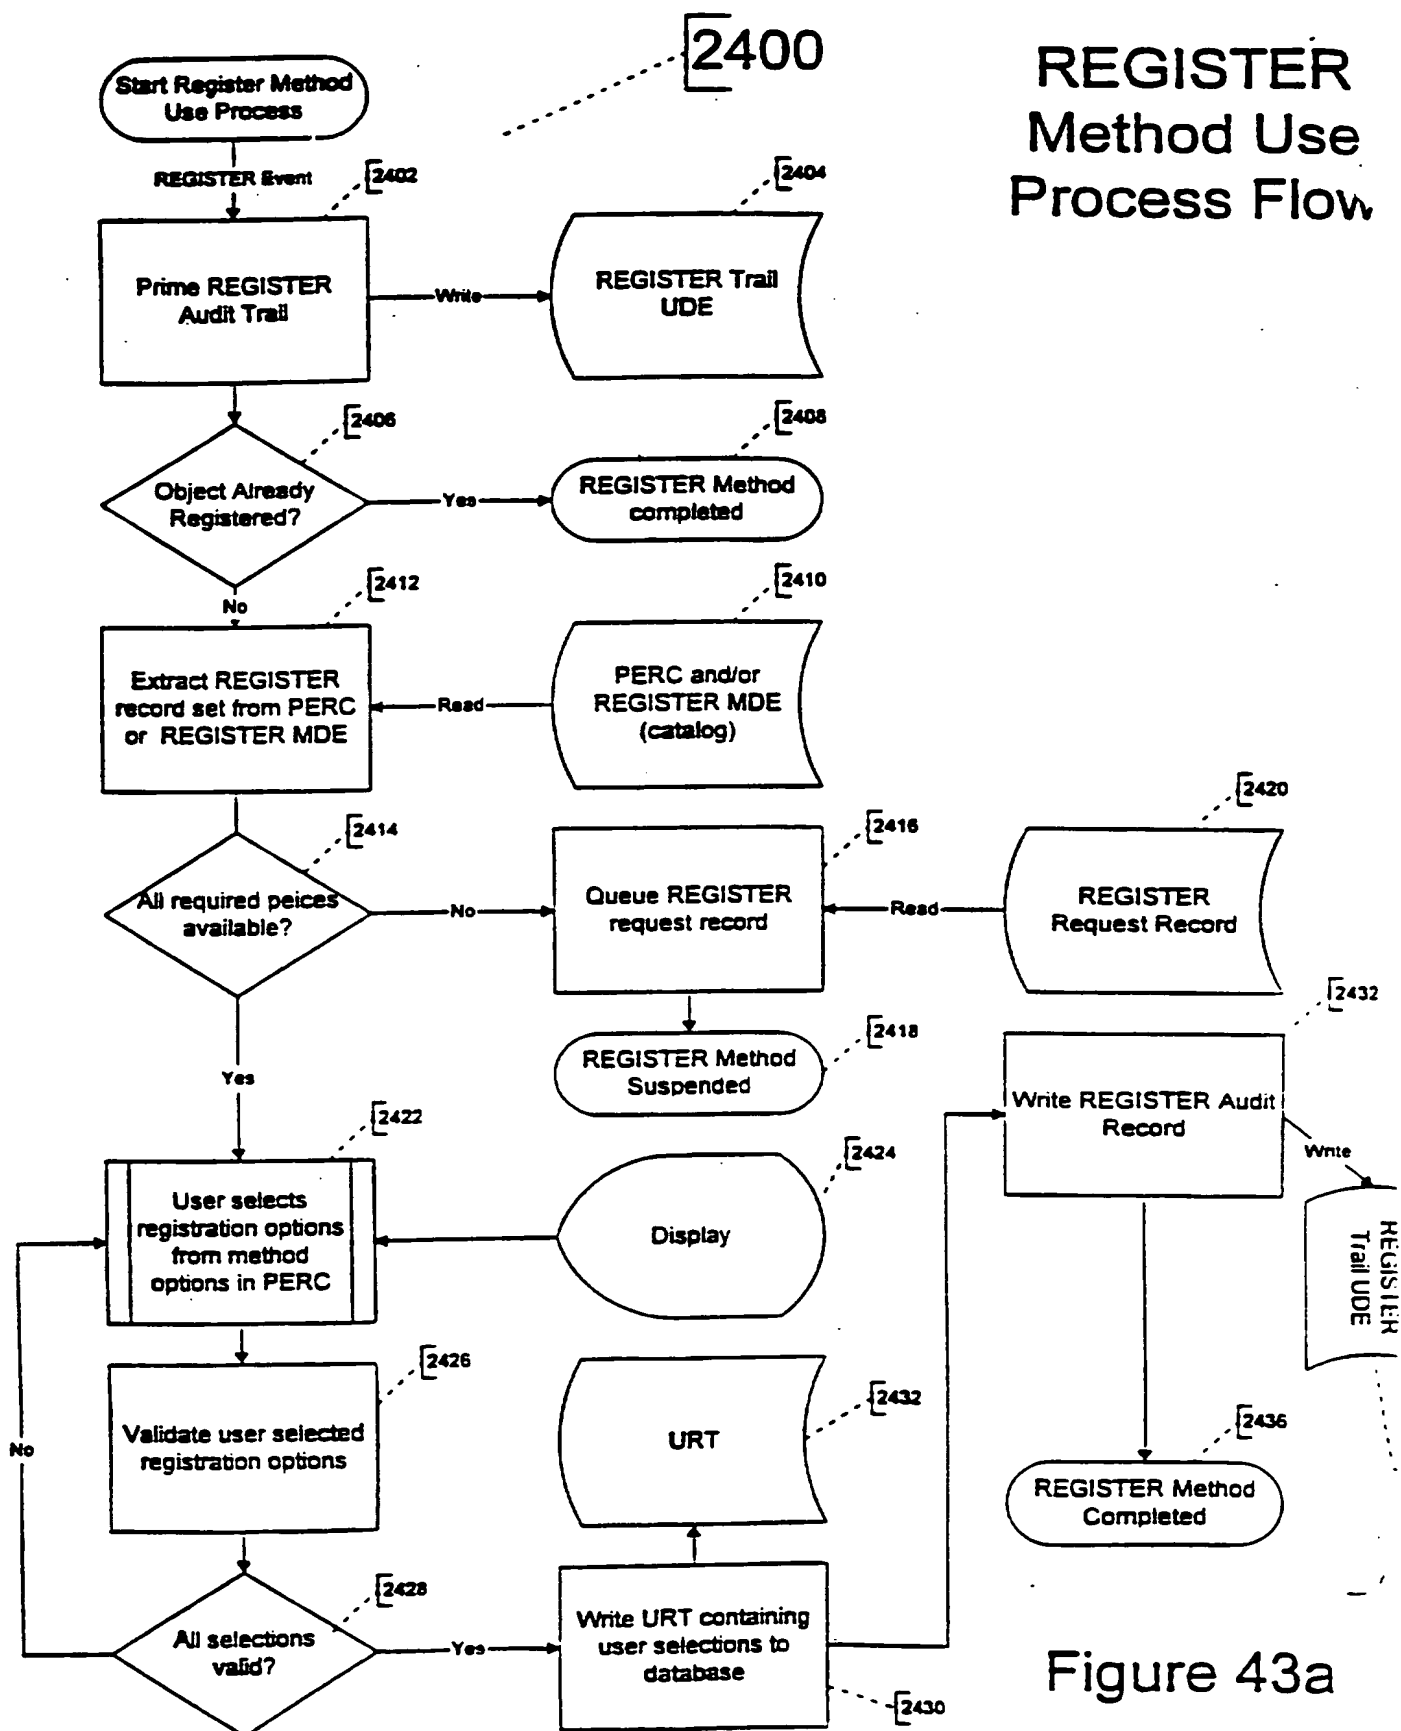 2400
REGISTER
Method Use
Process Flow
Start Register Method
Use Process
REGISTER Event
2402
2404
Prime REGISTER
Audit Trail
Write
REGISTER Trail
UDE
2406
2408
Object Already
Registered?
Yes
REGISTER Method
completed
No
2412
2410
Extract REGISTER
record set from PERC
or REGISTER MDE
Read
PERC and/or
REGISTER MDE
(catalog)
2414
2416
2420
All required peices
available?
No
Queue REGISTER
request record
Read
REGISTER
Request Record
Yes
2418
REGISTER Method
Suspended
2432
Write REGISTER Audit
Record
Write
REGISTER
Trail UDE
2422
2424
User selects
registration options
from method
options in PERC
Display
2426
2432
Validate user selected
registration options
URT
No
2436
REGISTER Method
Completed
2428
All selections
valid?
Yes
Write URT containing
user selections to
database
2430
Figure 43a